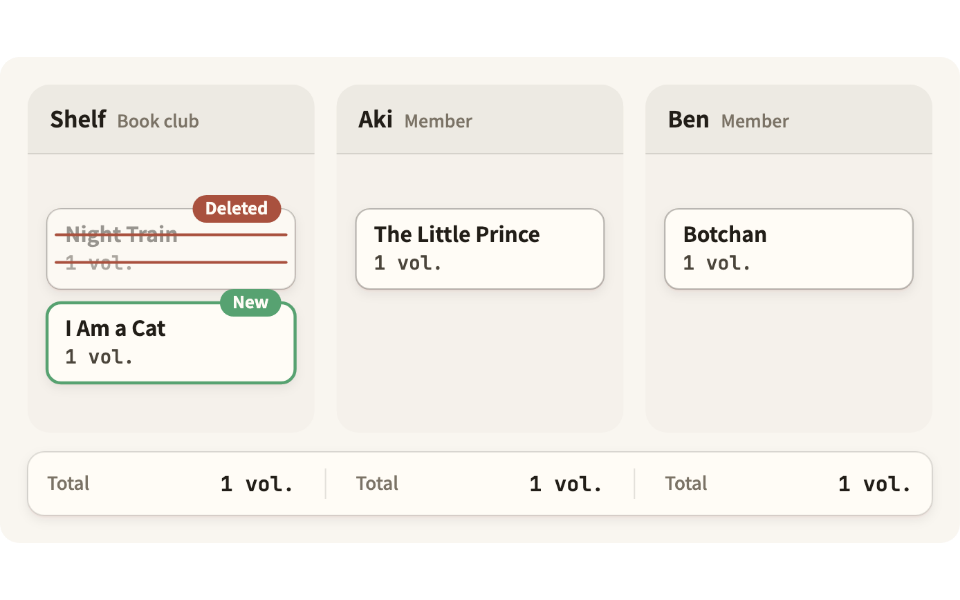 Shelf Book club
Deleted
Night Train
1 vol.
New
I Am a Cat
1 vol.
Aki Member
The Little Prince
1 vol.
Ben Member
Botchan
1 vol.
Total 1 vol.
Total 1 vol.
Total 1 vol.